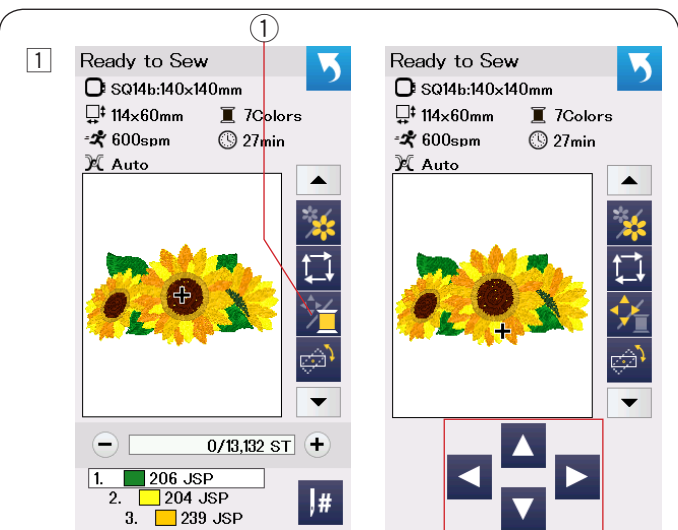 ①
1
Ready to Sew
SQ14b:140×140mm
114×60mm 7Colors
600spm 27min
Auto
0/13,132 ST
1. 206 JSP
2. 204 JSP
3. 239 JSP
#
Ready to Sew
SQ14b:140×140mm
114×60mm 7Colors
600spm 27min
Auto